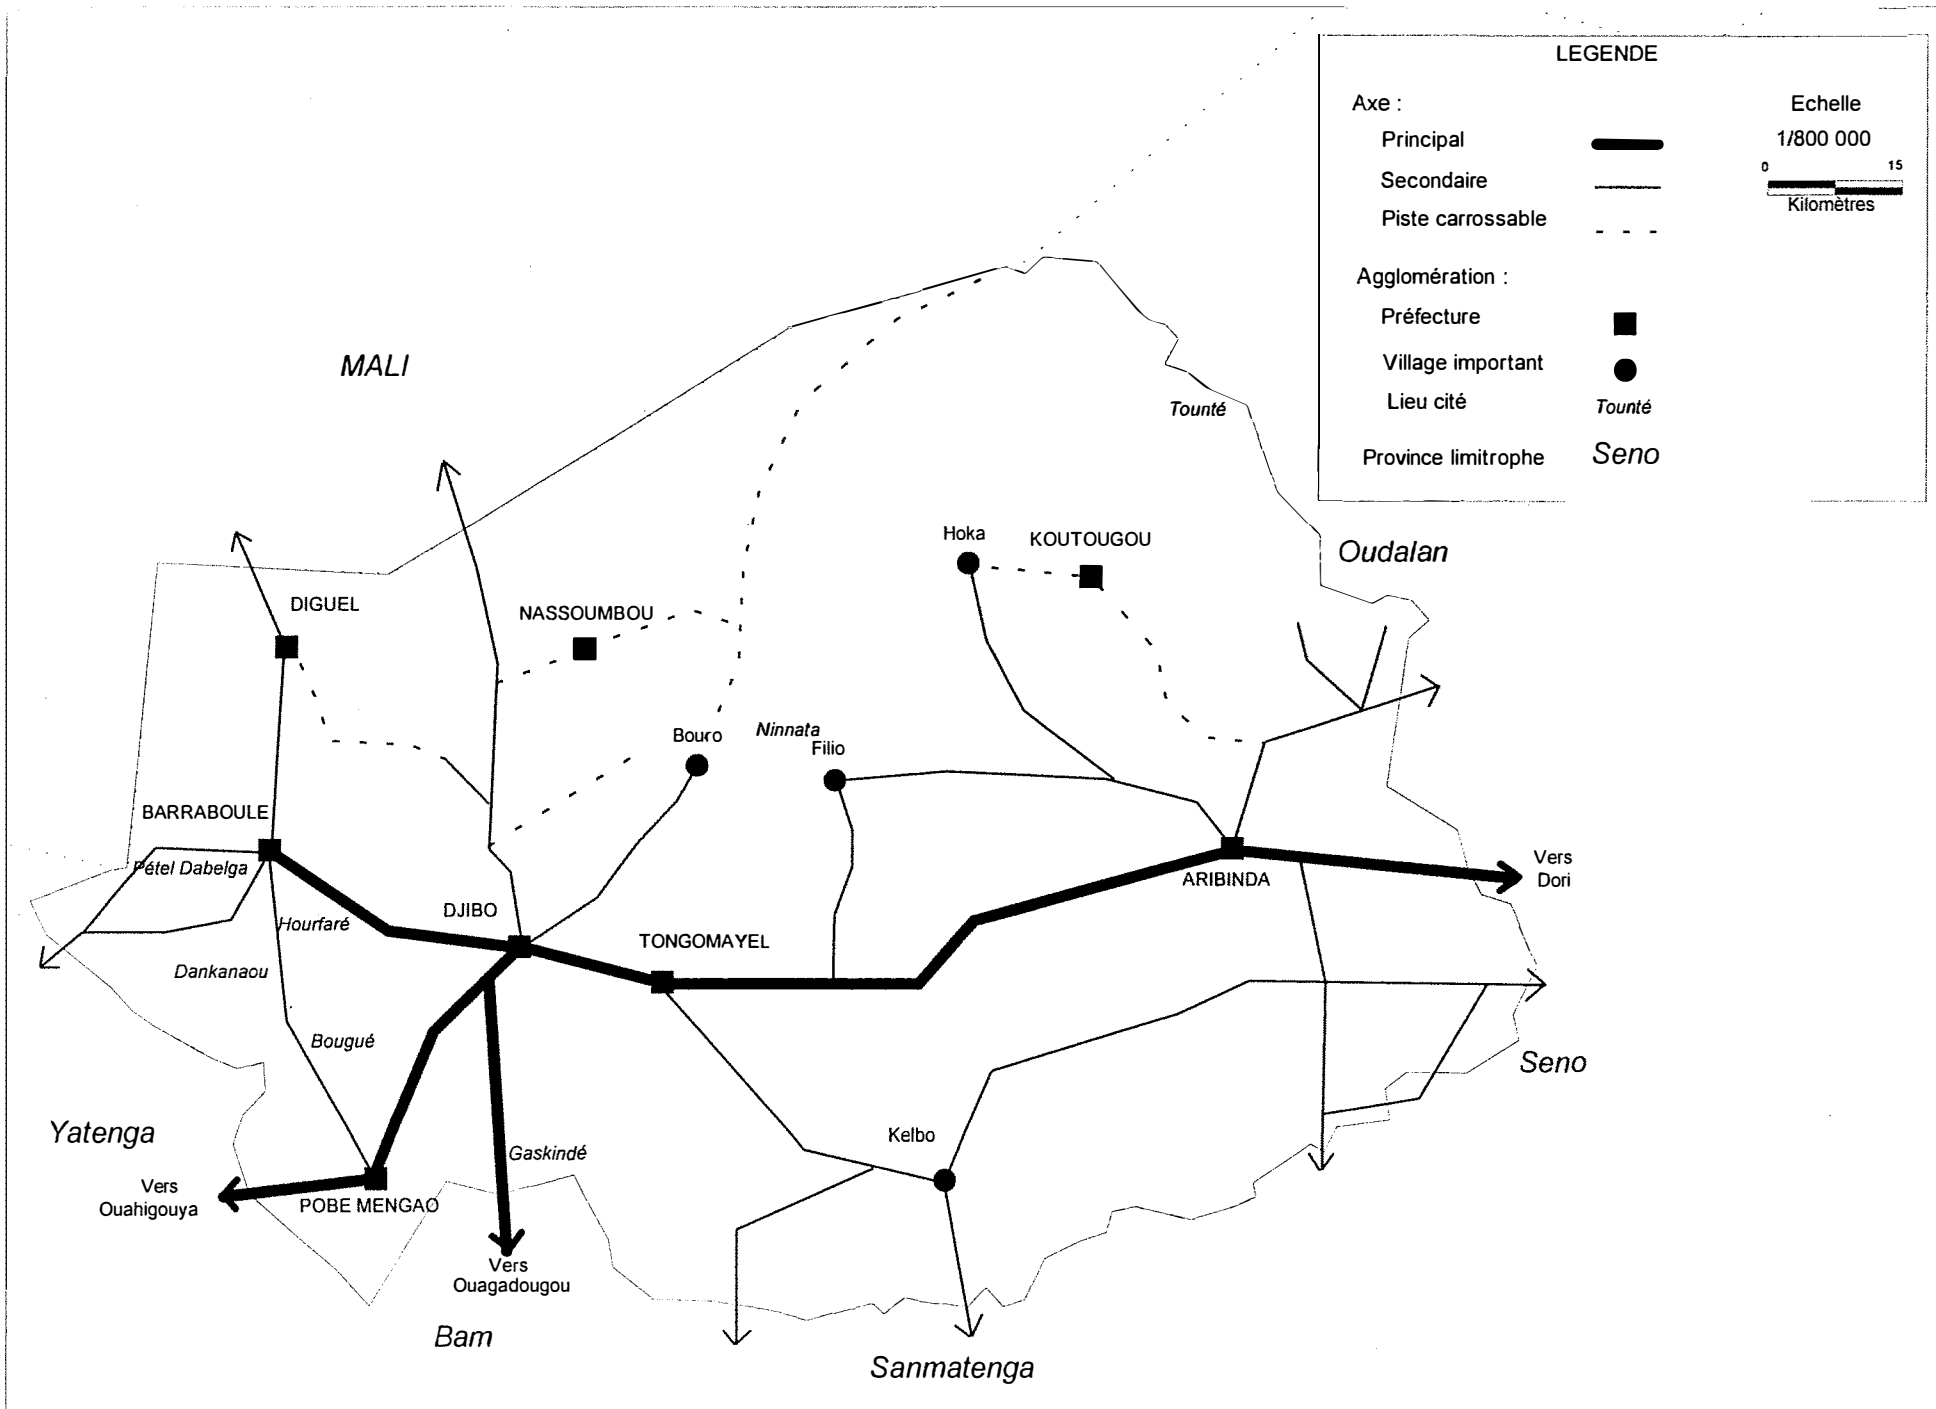 LEGENDE
Axe :
Echelle
Principal
1/800 000
0 15
Secondaire
Kilomètres
Piste carrossable
Agglomération :
Préfecture
Village important
Lieu cité
Tounté
Province limitrophe
Seno
MALI
Tounté
Hoka
KOUTOUGOU
Oudalan
DIGUEL
NASSOUMBOU
Bouro
Ninnata
Filio
BARRABOULE
Pétel Dabelga
Hourfaré
DJIBO
TONGOMAYEL
ARIBINDA
Vers
Dori
Dankanaou
Bougué
Seno
Yatenga
Gaskindé
Kelbo
Vers
Ouahigouya
POBE MENGAO
Vers
Ouagadougou
Bam
Sanmatenga